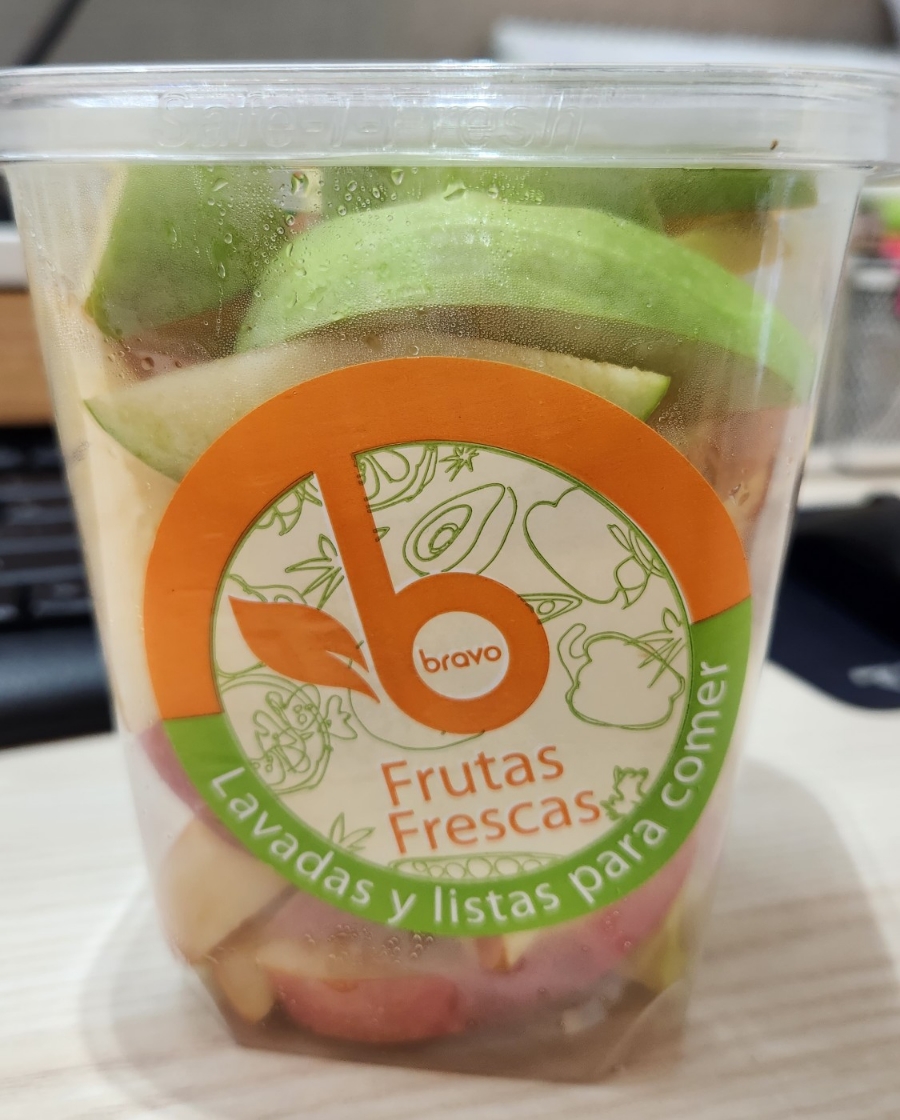 Safe-T-Fresh
bravo
Frutas
Frescas
Lavadas y listas para comer